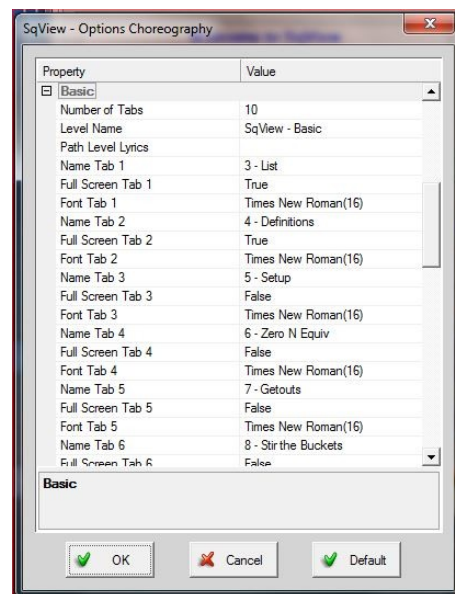 SqView - Options Choreography
Property Value
Basic
Number of Tabs 10
Level Name SqView - Basic
Path Level Lyrics
Name Tab 1 3 - List
Full Screen Tab 1 True
Font Tab 1 Times New Roman(16)
Name Tab 2 4 - Definitions
Full Screen Tab 2 True
Font Tab 2 Times New Roman(16)
Name Tab 3 5 - Setup
Full Screen Tab 3 False
Font Tab 3 Times New Roman(16)
Name Tab 4 6 - Zero N Equiv
Full Screen Tab 4 False
Font Tab 4 Times New Roman(16)
Name Tab 5 7 - Getouts
Full Screen Tab 5 False
Font Tab 5 Times New Roman(16)
Name Tab 6 8 - Stir the Buckets
Full Screen Tab 6 False
Basic
OK Cancel Default